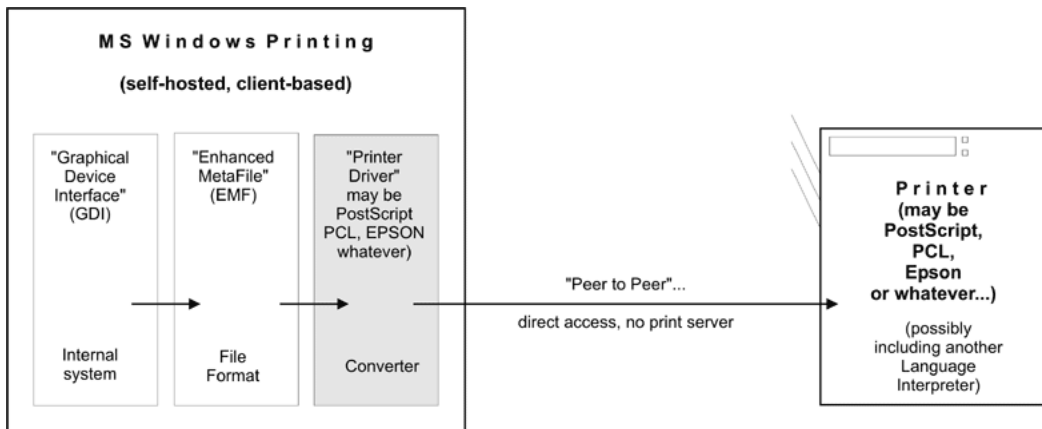 MS Windows Printing
(self-hosted, client-based)
"Graphical
Device
Interface"
(GDI)
Internal
system
"Enhanced
MetaFile"
(EMF)
File
Format
"Printer
Driver"
may be
PostScript
PCL, EPSON
whatever)
Converter
"Peer to Peer"...
direct access, no print server
Printer
(may be
PostScript,
PCL,
Epson
or whatever...)
(possibly
including another
Language
Interpreter)